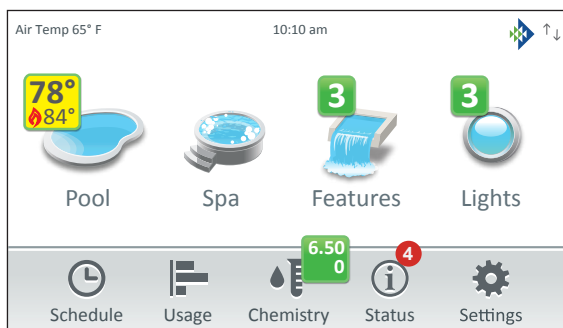 Air Temp 65° F 10:10 am
78°
84°
3
3
Pool Spa Features Lights
6.50
0
4
Schedule Usage Chemistry Status Settings